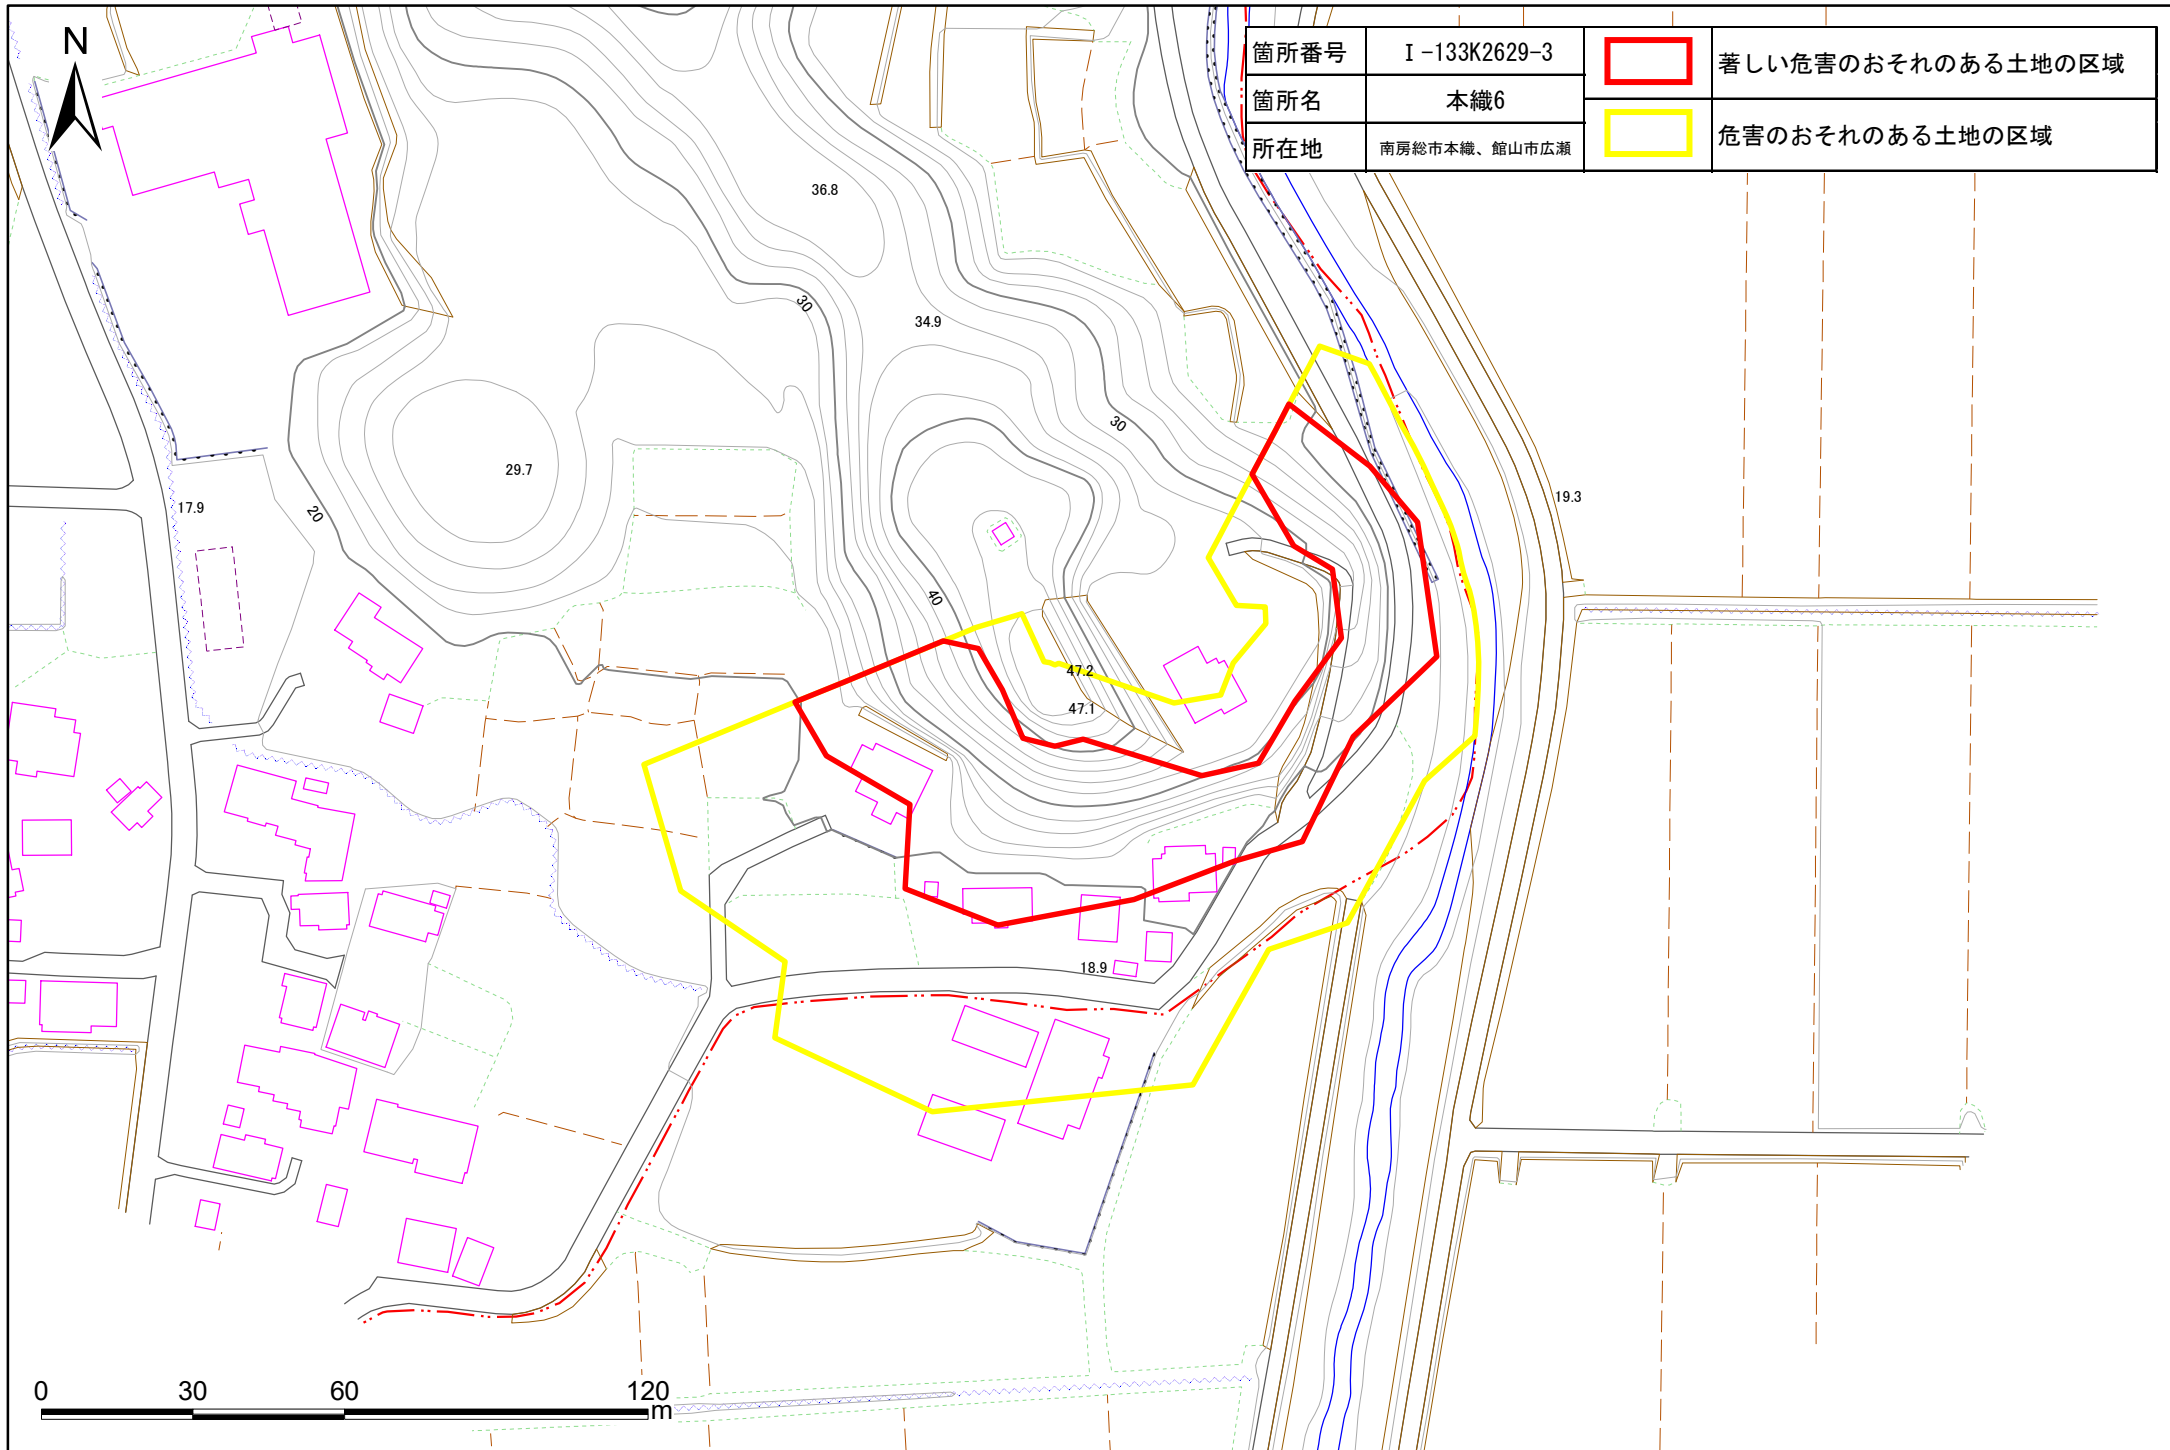 N
箇所番号 Ⅰ-133K2629-3 著しい危害のおそれのある土地の区域
箇所名 本織6
危害のおそれのある土地の区域
所在地 南房総市本織、館山市広瀬
36.8
30
34.9
30
29.7
19.3
17.9
20
40
47.2
47.1
18.9
0 30 60 120
m